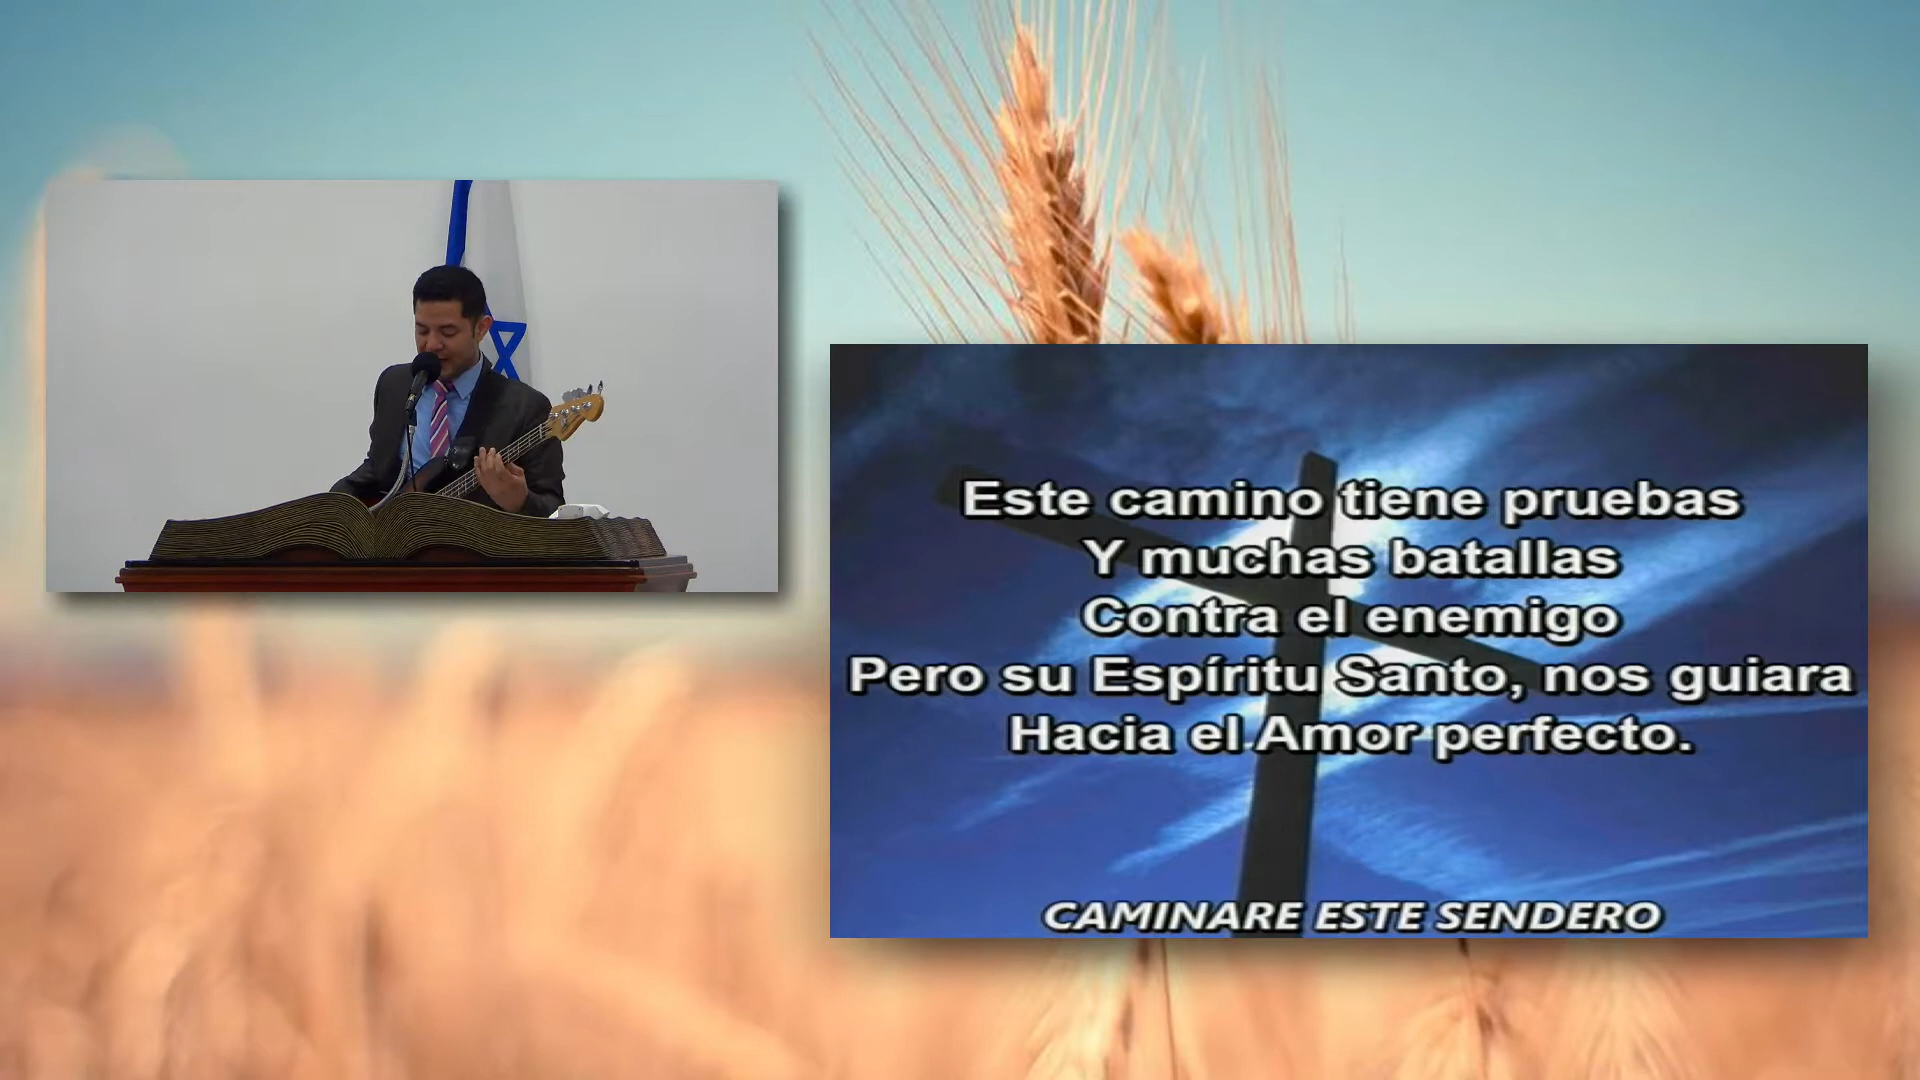 Este camino tiene pruebas
Y muchas batallas
Contra el enemigo
Pero su Espíritu Santo, nos guiara
Hacia el Amor perfecto.
CAMINARE ESTE SENDERO